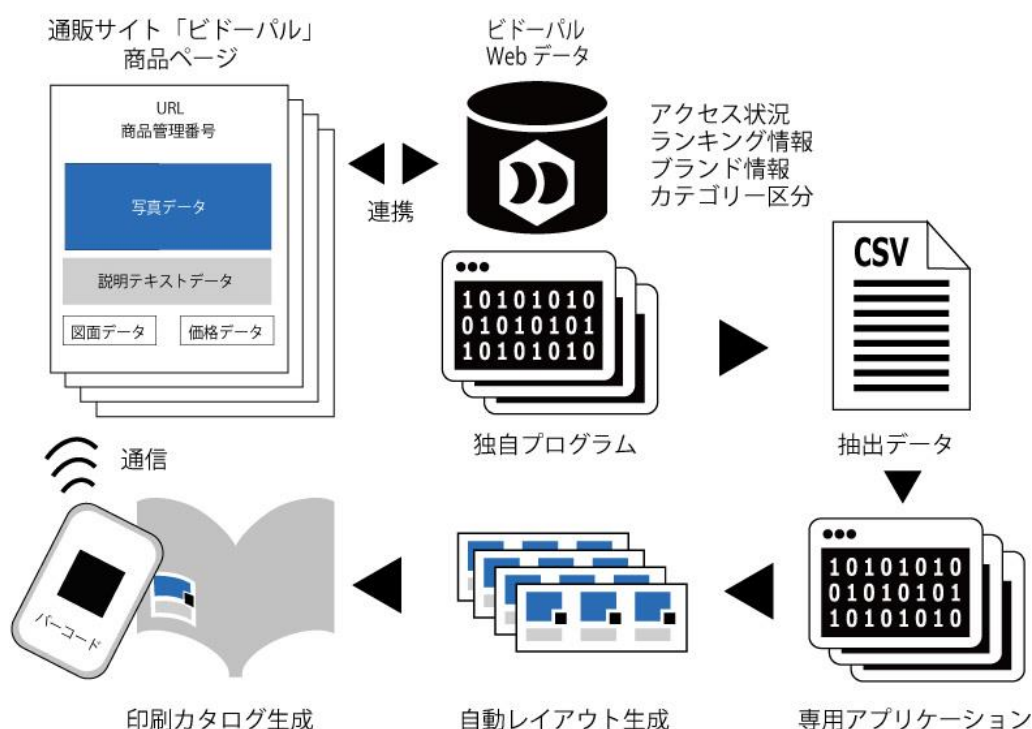 通販サイト「ビドーパル」
商品ページ
URL
商品管理番号
写真データ
説明テキストデータ
図面データ
価格データ
連携
ビドーパル
Web データ
アクセス状況
ランキング情報
ブランド情報
カテゴリー区分
10101010
01010101
10101010
独自プログラム
CSV
抽出データ
通信
バーコード
印刷カタログ生成
自動レイアウト生成
10101010
01010101
10101010
専用アプリケーション